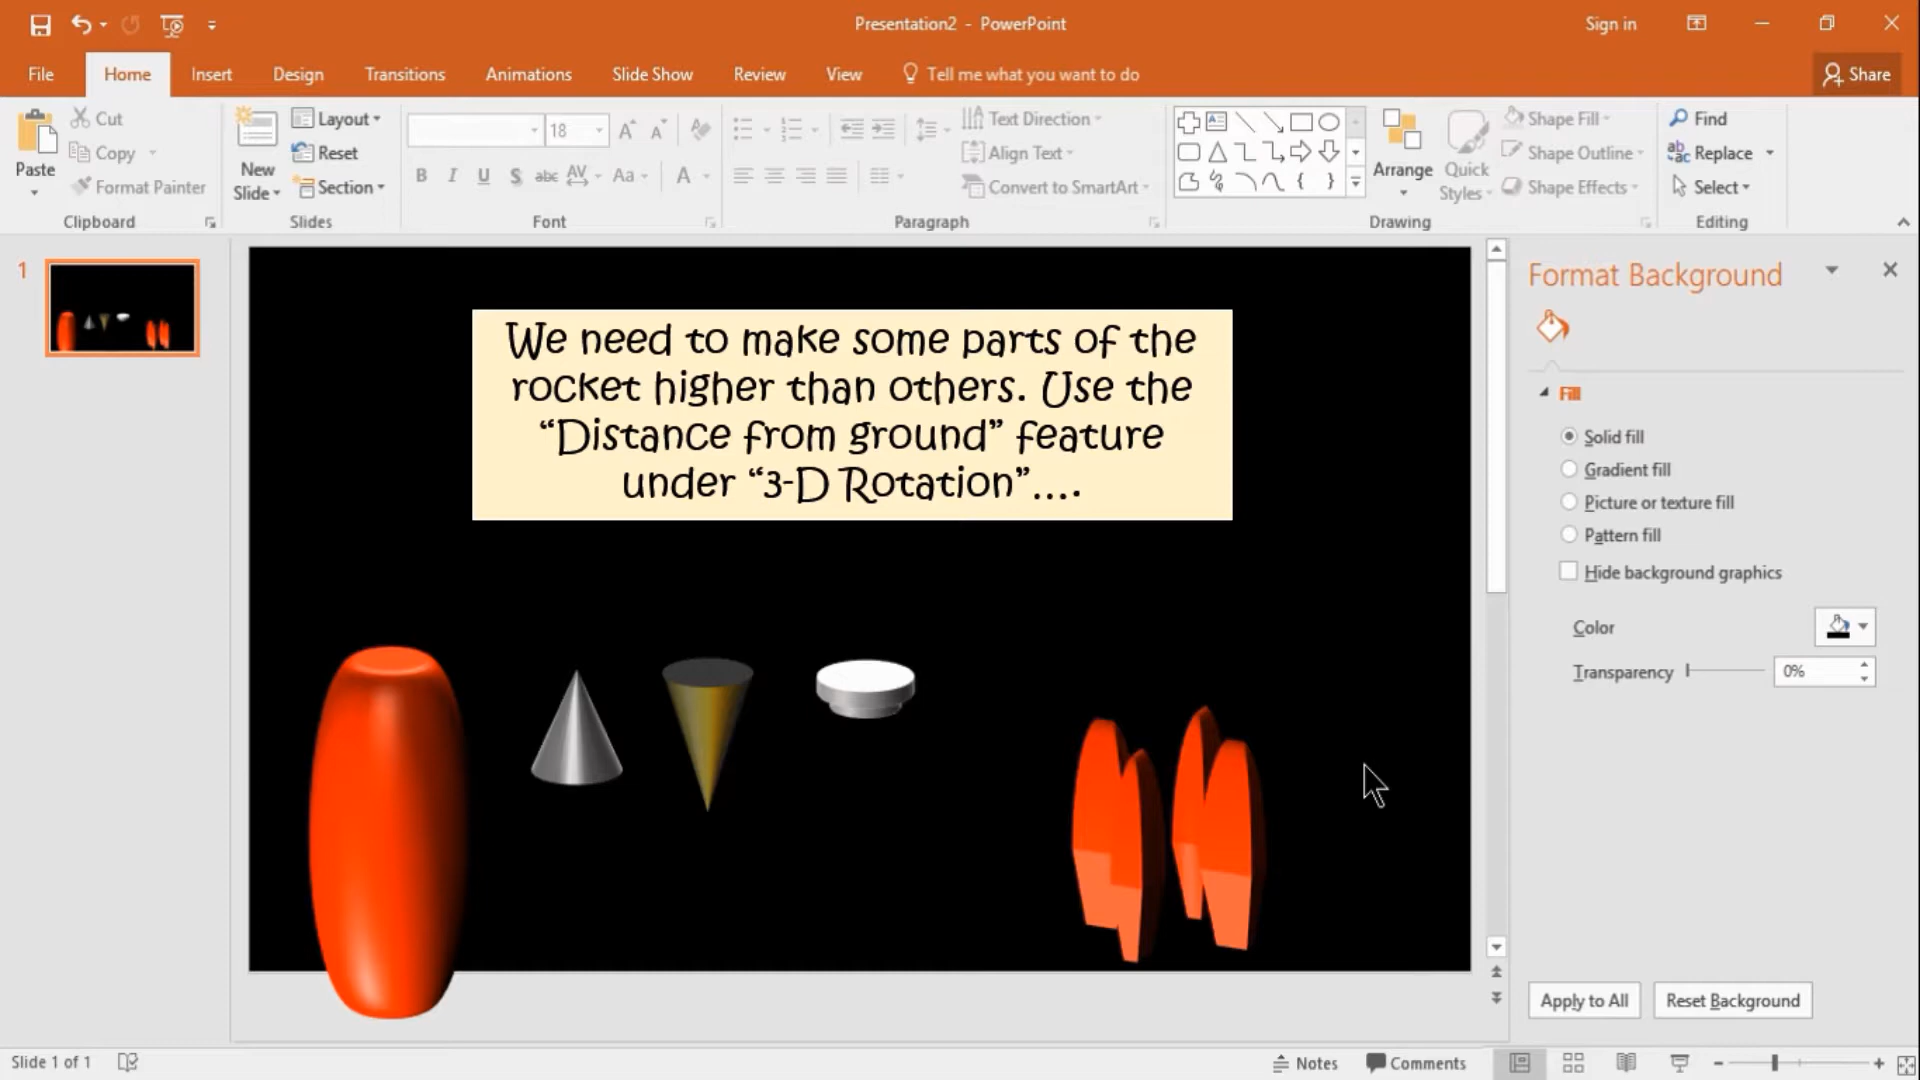 Presentation2 - PowerPoint
Sign in
File Home Insert Design Transitions Animations Slide Show Review View Tell me what you want to do Share
Paste
Cut
Copy
Format Painter
Clipboard
New Slide
Layout
Reset
Section
Slides
18
B I U S abc AV Aa A
Font
Text Direction
Align Text
Convert to SmartArt
Paragraph
Arrange
Quick Styles
Shape Fill
Shape Outline
Shape Effects
Drawing
Find
Replace
Select
Editing
1
We need to make some parts of the
rocket higher than others. Use the
“Distance from ground” feature
under “3-D Rotation”....
Format Background
Fill
Solid fill
Gradient fill
Picture or texture fill
Pattern fill
Hide background graphics
Color
Transparency 0%
Apply to All Reset Background
Slide 1 of 1
Notes Comments